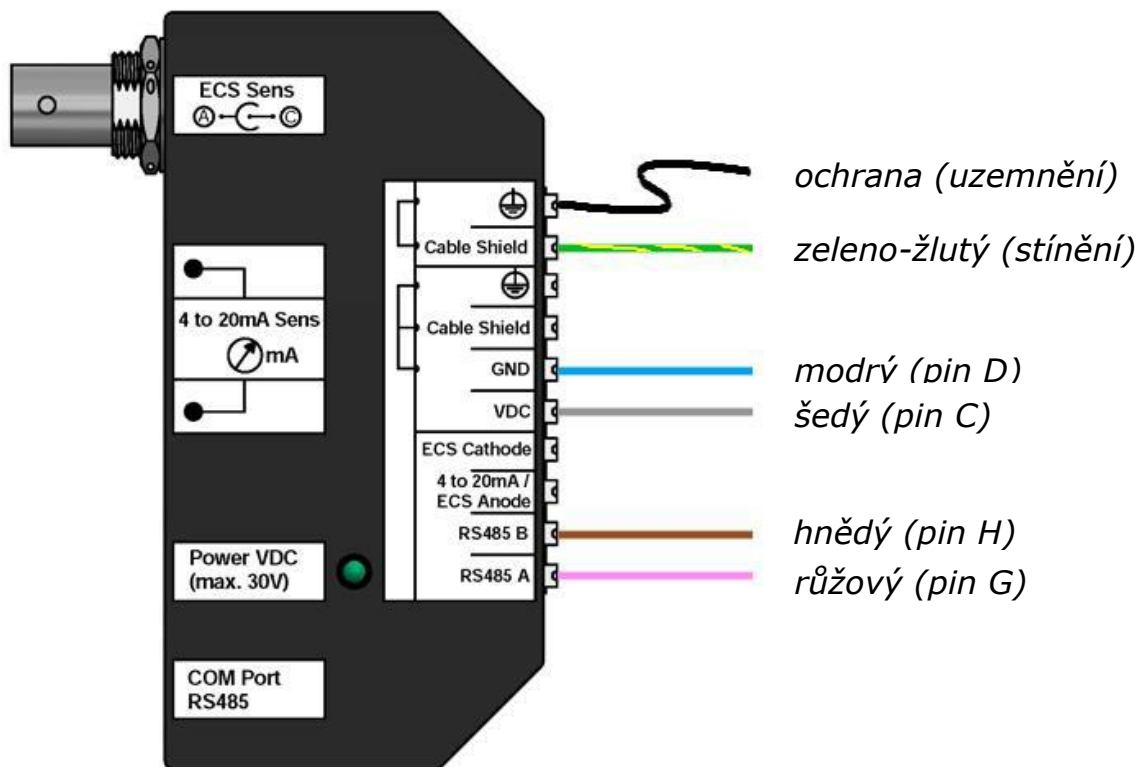 ECS Sens
A C
4 to 20mA Sens
mA
Power VDC
(max. 30V)
COM Port
RS485
Cable Shield
Cable Shield
GND
VDC
ECS Cathode
4 to 20mA /
ECS Anode
RS485 B
RS485 A
ochrana (uzemnění)
zeleno-žlutý (stínění)
modrý (pin D)
šedý (pin C)
hnědý (pin H)
růžový (pin G)